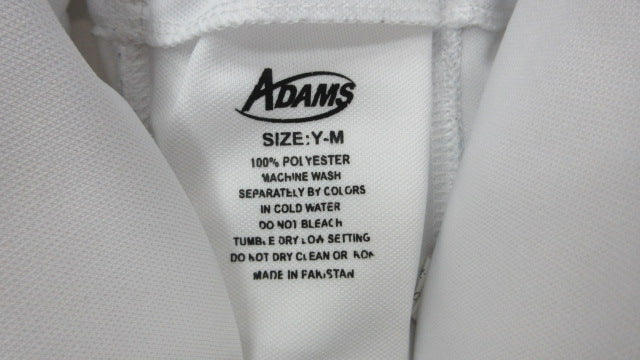 ADAMS
SIZE:Y-M
100% POLYESTER
MACHINE WASH
SEPARATELY BY COLORS
IN COLD WATER
DO NOT BLEACH
TUMBLE DRY LOW SETTING
DO NOT DRY CLEAN OR
MADE IN PAKISTAN